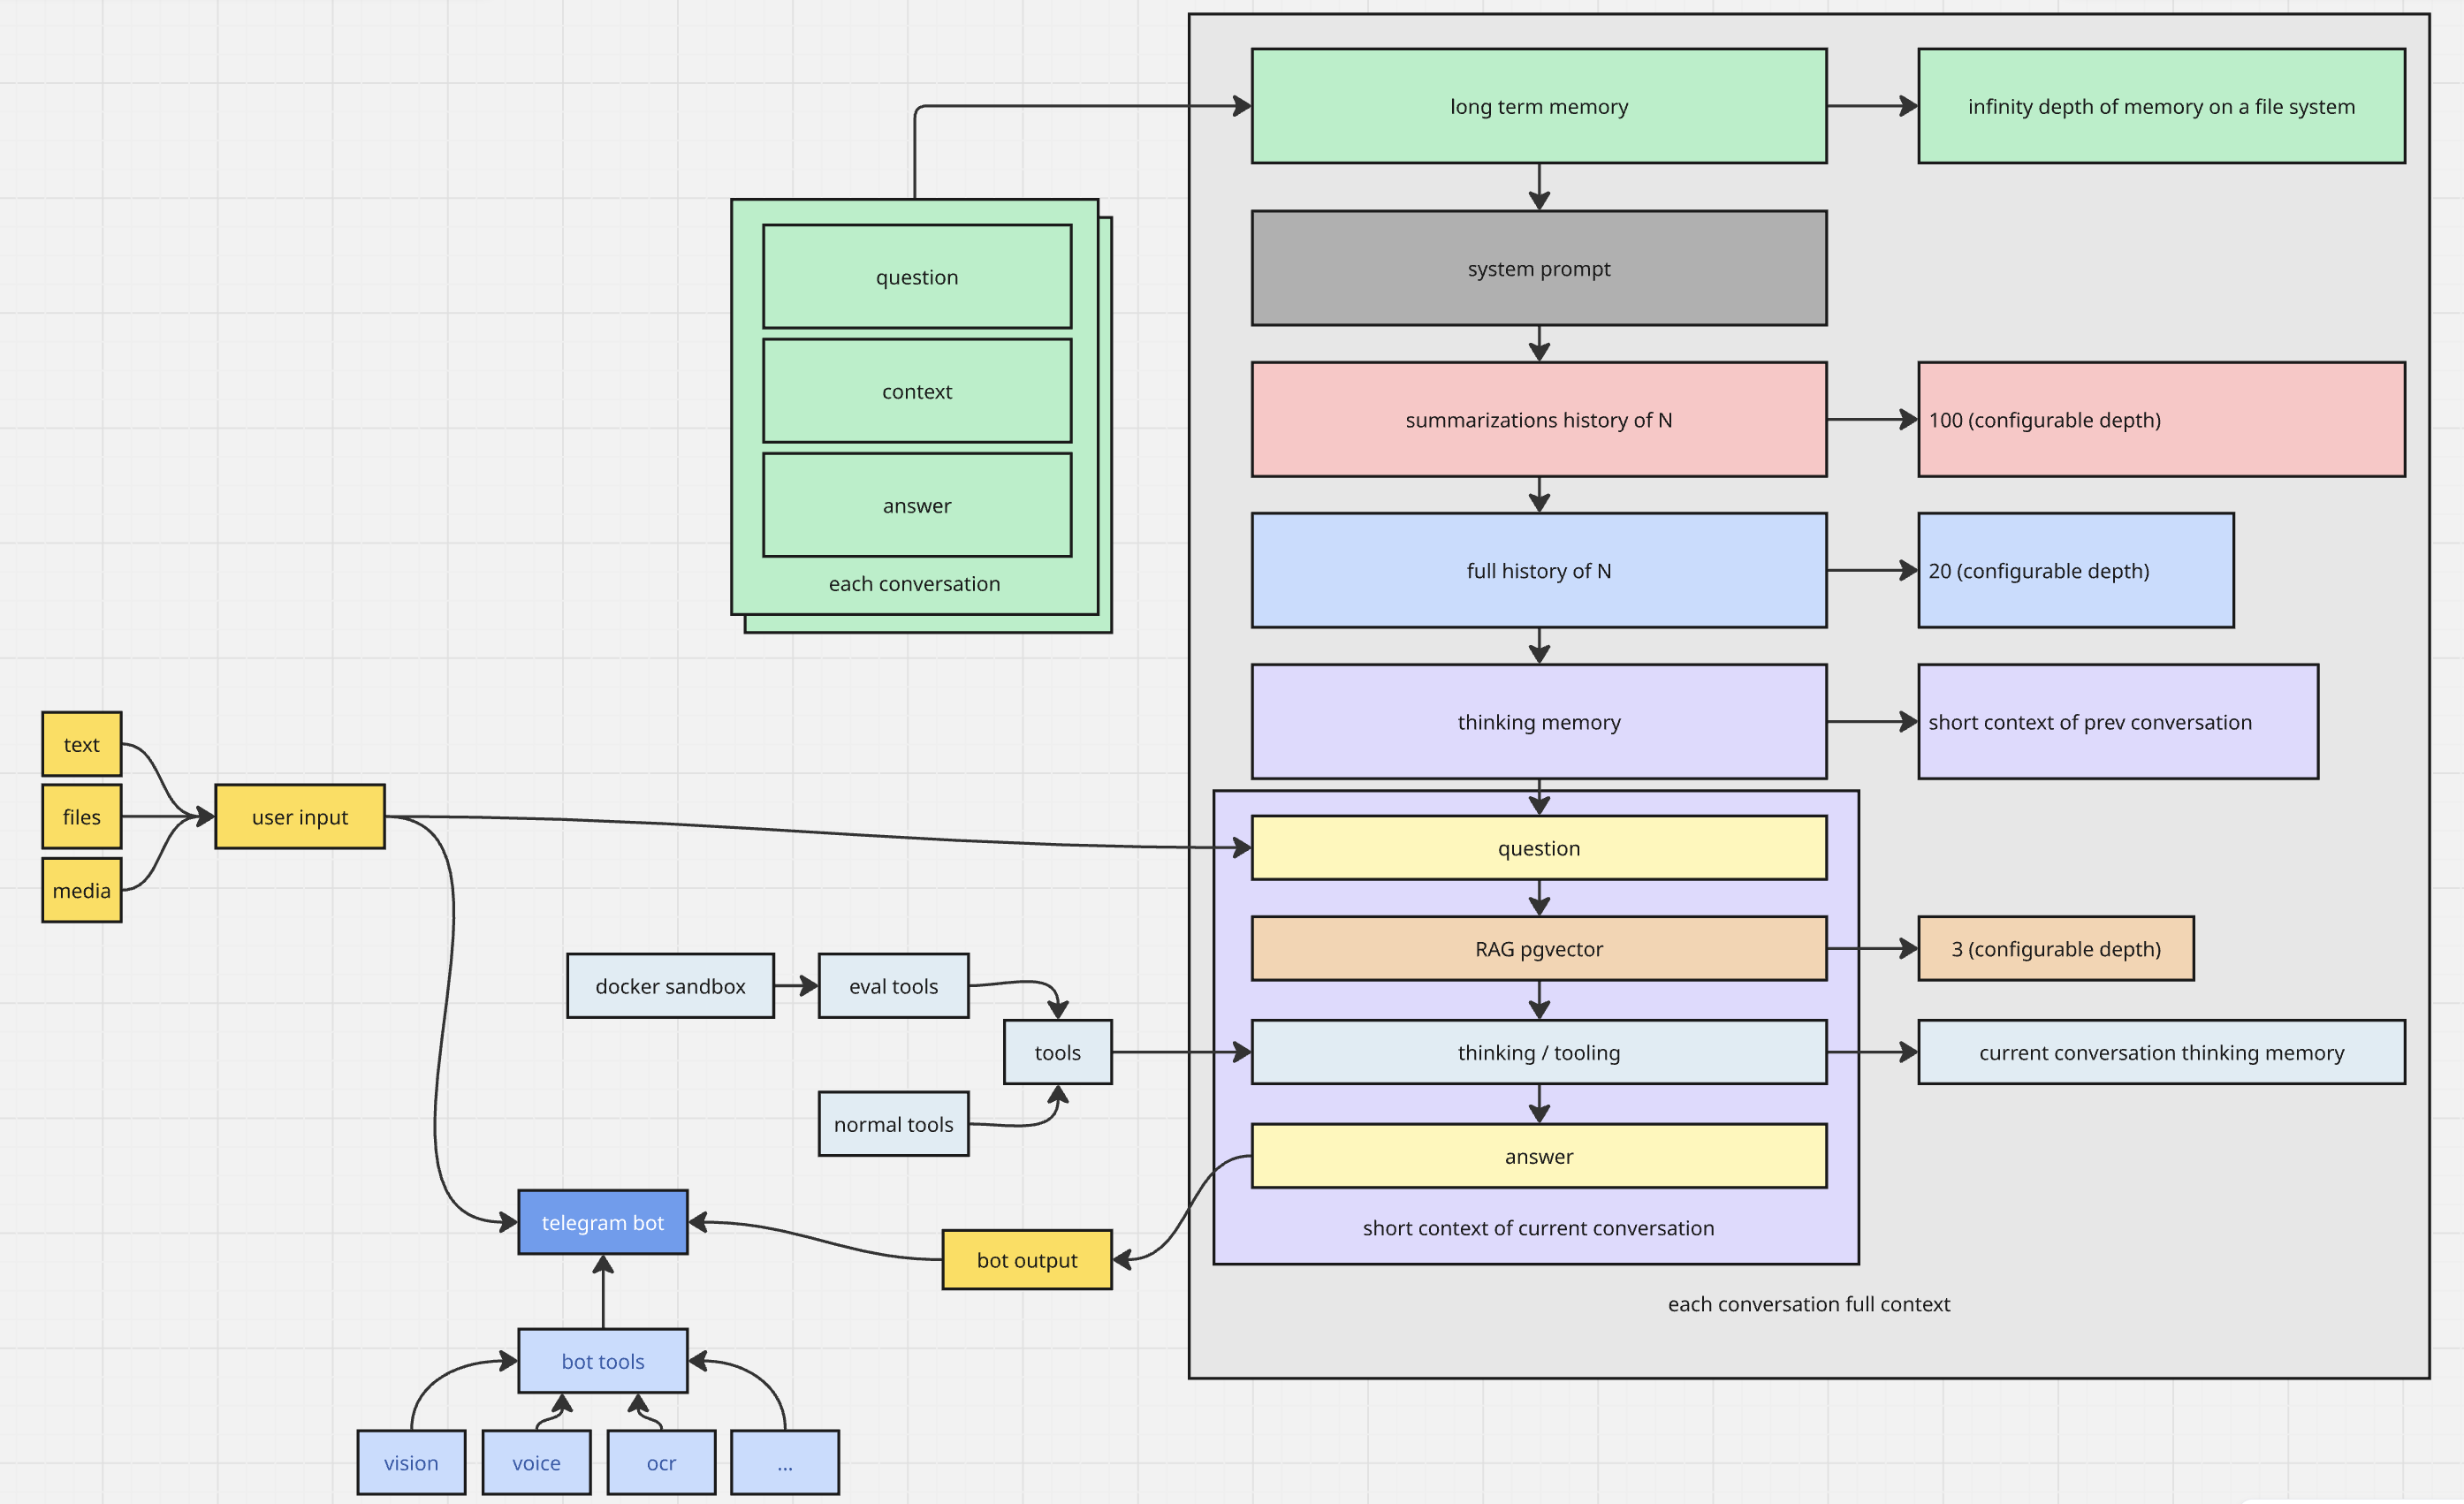 long term memory
infinity depth of memory on a file system
system prompt
question
context
answer
each conversation
summarizations history of N
100 (configurable depth)
full history of N
20 (configurable depth)
thinking memory
short context of prev conversation
text
files
media
user input
question
RAG pgvector
3 (configurable depth)
docker sandbox
eval tools
tools
normal tools
thinking / tooling
current conversation thinking memory
answer
short context of current conversation
each conversation full context
telegram bot
bot output
bot tools
vision
voice
ocr
...